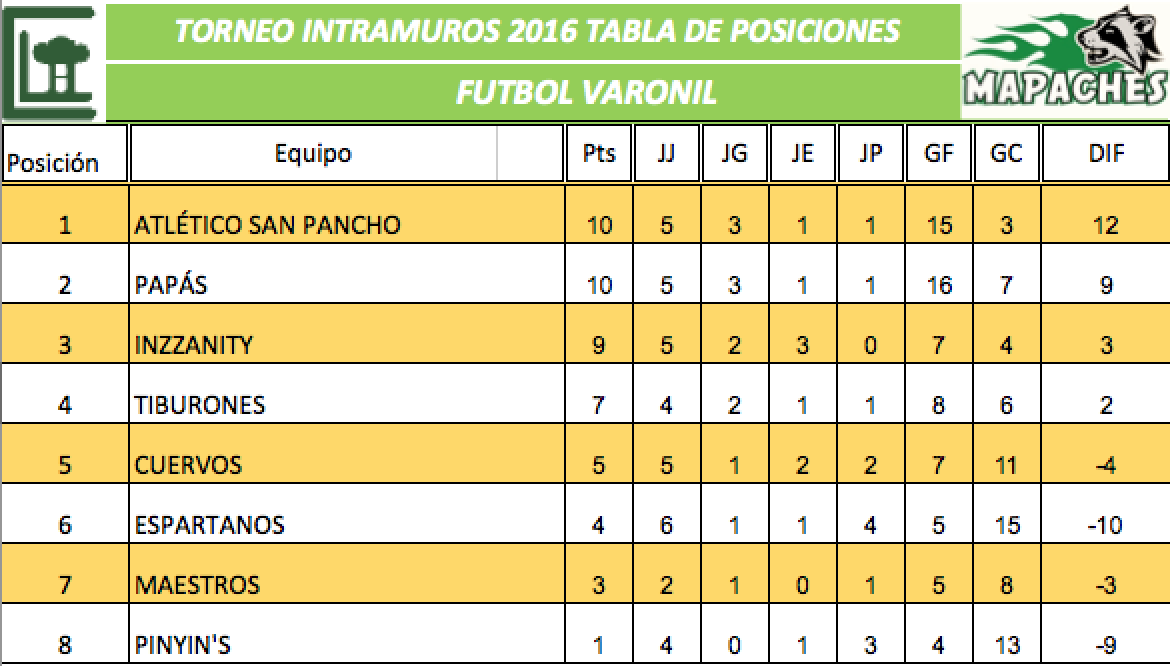 TORNEO INTRAMUROS 2016 TABLA DE POSICIONES
FUTBOL VARONIL
MAPACHES
Posición Equipo Pts JJ JG JE JP GF GC DIF
1 ATLÉTICO SAN PANCHO 10 5 3 1 1 15 3 12
2 PAPÁS 10 5 3 1 1 16 7 9
3 INZZANITY 9 5 2 3 0 7 4 3
4 TIBURONES 7 4 2 1 1 8 6 2
5 CUERVOS 5 5 1 2 2 7 11 -4
6 ESPARTANOS 4 6 1 1 4 5 15 -10
7 MAESTROS 3 2 1 0 1 5 8 -3
8 PINYIN'S 1 4 0 1 3 4 13 -9